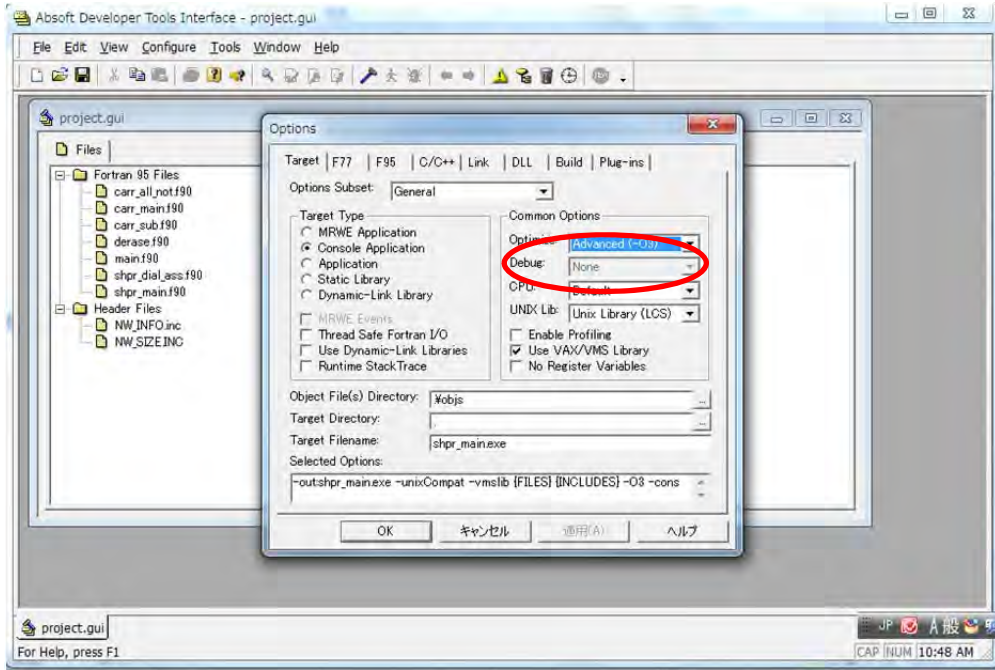 Absoft Developer Tools Interface - project.gui
File Edit View Configure Tools Window Help
project.gui
Files
Fortran 95 Files
carr_all_not.f90
carr_main.f90
carr_sub.f90
derase.f90
main.f90
shpr_dial_ass.f90
shpr_main.f90
Header Files
NW_INFO.inc
NW_SIZE.INC
Options
Target F77 F95 C/C++ Link DLL Build Plug-ins
Options Subset: General
Target Type
MRWE Application
Console Application
Application
Static Library
Dynamic-Link Library
MRWE Events
Thread Safe Fortran I/O
Use Dynamic-Link Libraries
Runtime StackTrace
Common Options
Advanced (-O3)
Debug: None
CPU: Default
UNIX Lib: Unix Library (LCS)
Enable Profiling
Use VAX/VMS Library
No Register Variables
Object File(s) Directory: ¥objs
...
Target Directory: .
...
Target Filename: shpr_main.exe
Selected Options:
-out:shpr_main.exe -unixCompat -vmslib {FILES} {INCLUDES} -O3 -cons
OK キャンセル 適用(A) ヘルプ
project.gui
JP A 般
For Help, press F1
CAP NUM 10:48 AM